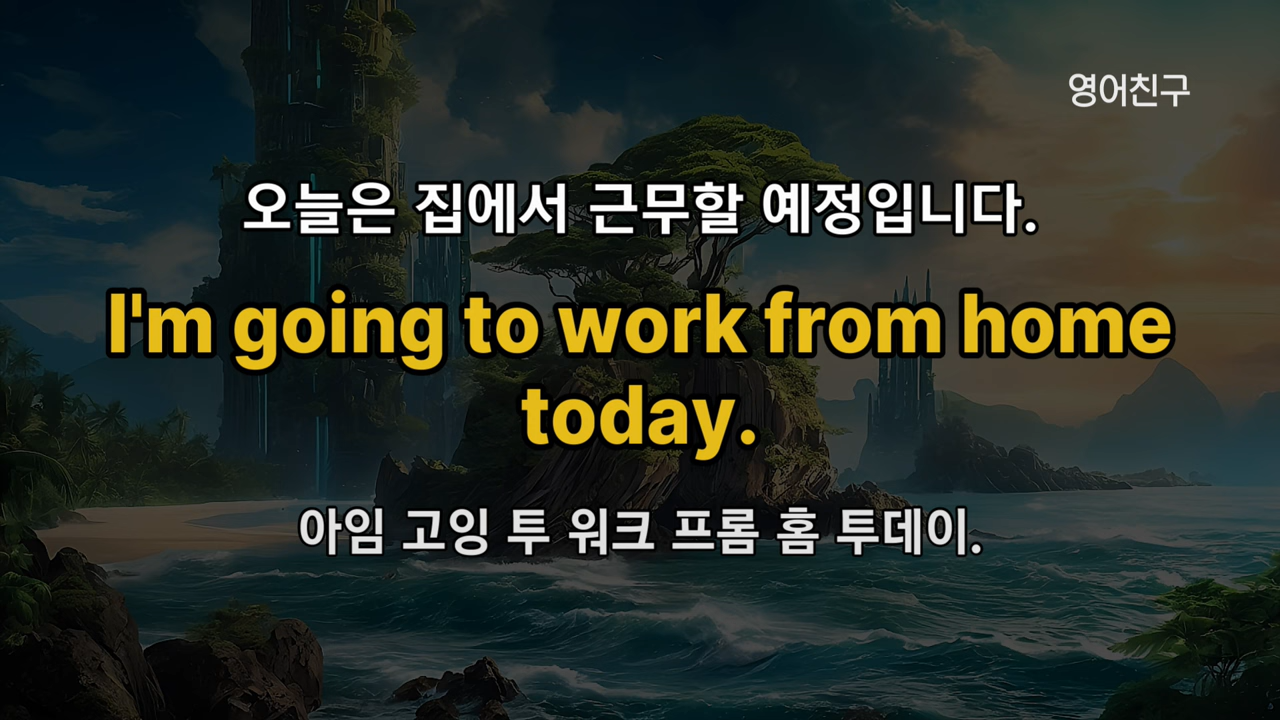 영어친구
오늘은 집에서 근무할 예정입니다.
I'm going to work from home
today.
아임 고잉 투 워크 프롬 홈 투데이.